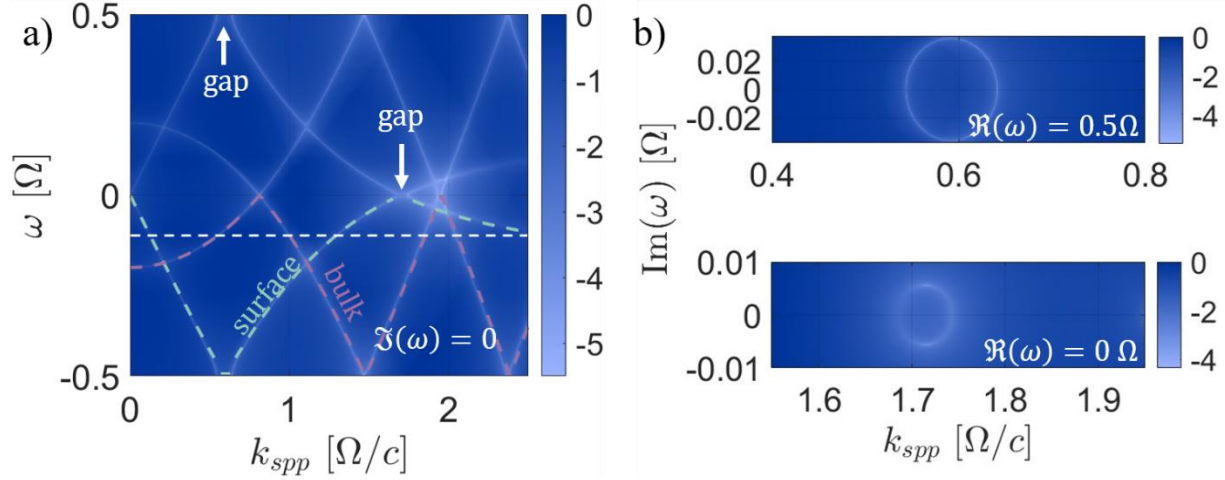 a)
0.5
0
-0.5
ω [Ω]
0
1
2
k_spp [Ω/c]
gap
gap
surface
bulk
ℑ(ω) = 0
0
-1
-2
-3
-4
-5
b)
0.02
0
-0.02
ℜ(ω) = 0.5Ω
0.4
0.6
0.8
0
-2
-4
Im(ω) [Ω]
0.01
0
-0.01
ℜ(ω) = 0 Ω
1.6
1.7
1.8
1.9
k_spp [Ω/c]
0
-2
-4